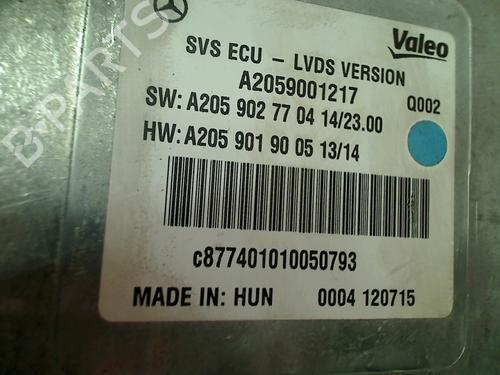 Valeo
SVS ECU - LVDS VERSION
A2059001217 Q002
SW: A205 902 77 04 14/23.00
HW: A205 901 90 05 13/14
c877401010050793
MADE IN: HUN 0004 120715
B-PARTS